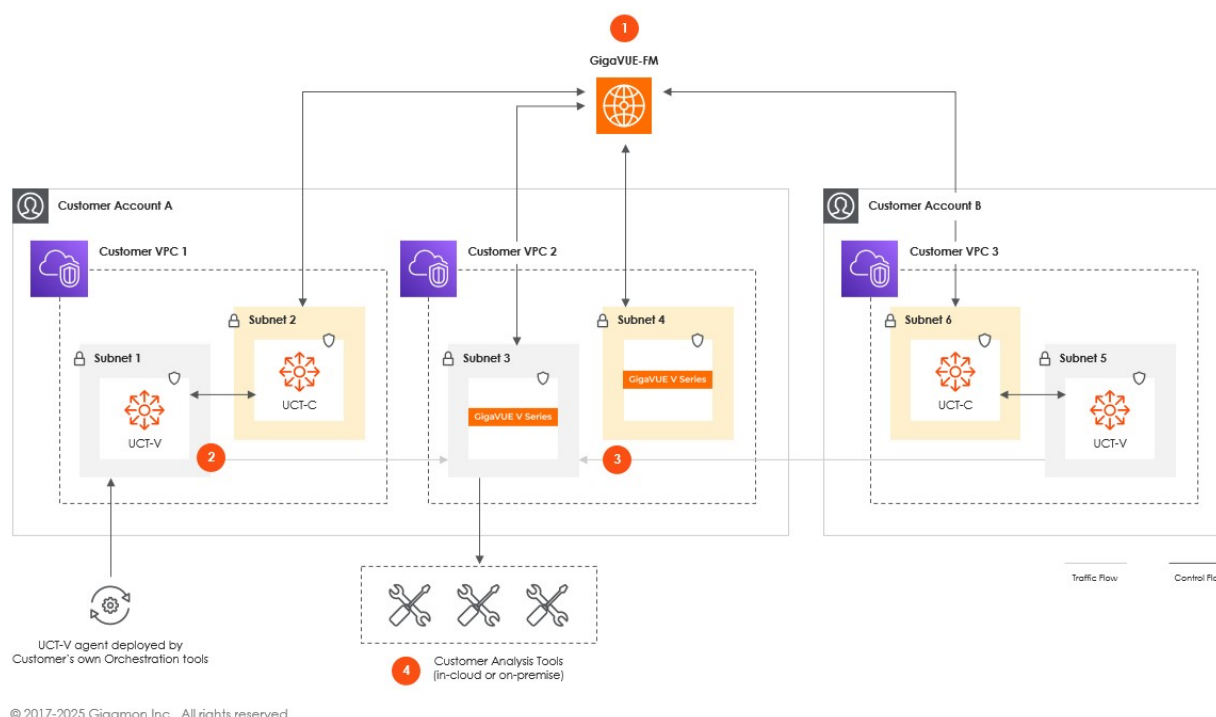 1
GigaVUE-FM
Customer Account A
Customer Account B
Customer VPC 1
Customer VPC 2
Customer VPC 3
Subnet 2
Subnet 4
Subnet 6
Subnet 1
Subnet 3
Subnet 5
GigaVUE V Series
UCT-C
UCT-C
GigaVUE V Series
UCT-V
UCT-V
2
3
Traffic Flow
Control Flo
UCT-V agent deployed by
Customer's own Orchestration tools
4
Customer Analysis Tools
(in-cloud or on-premise)
© 2017-2025 Gigamon Inc. All rights reserved